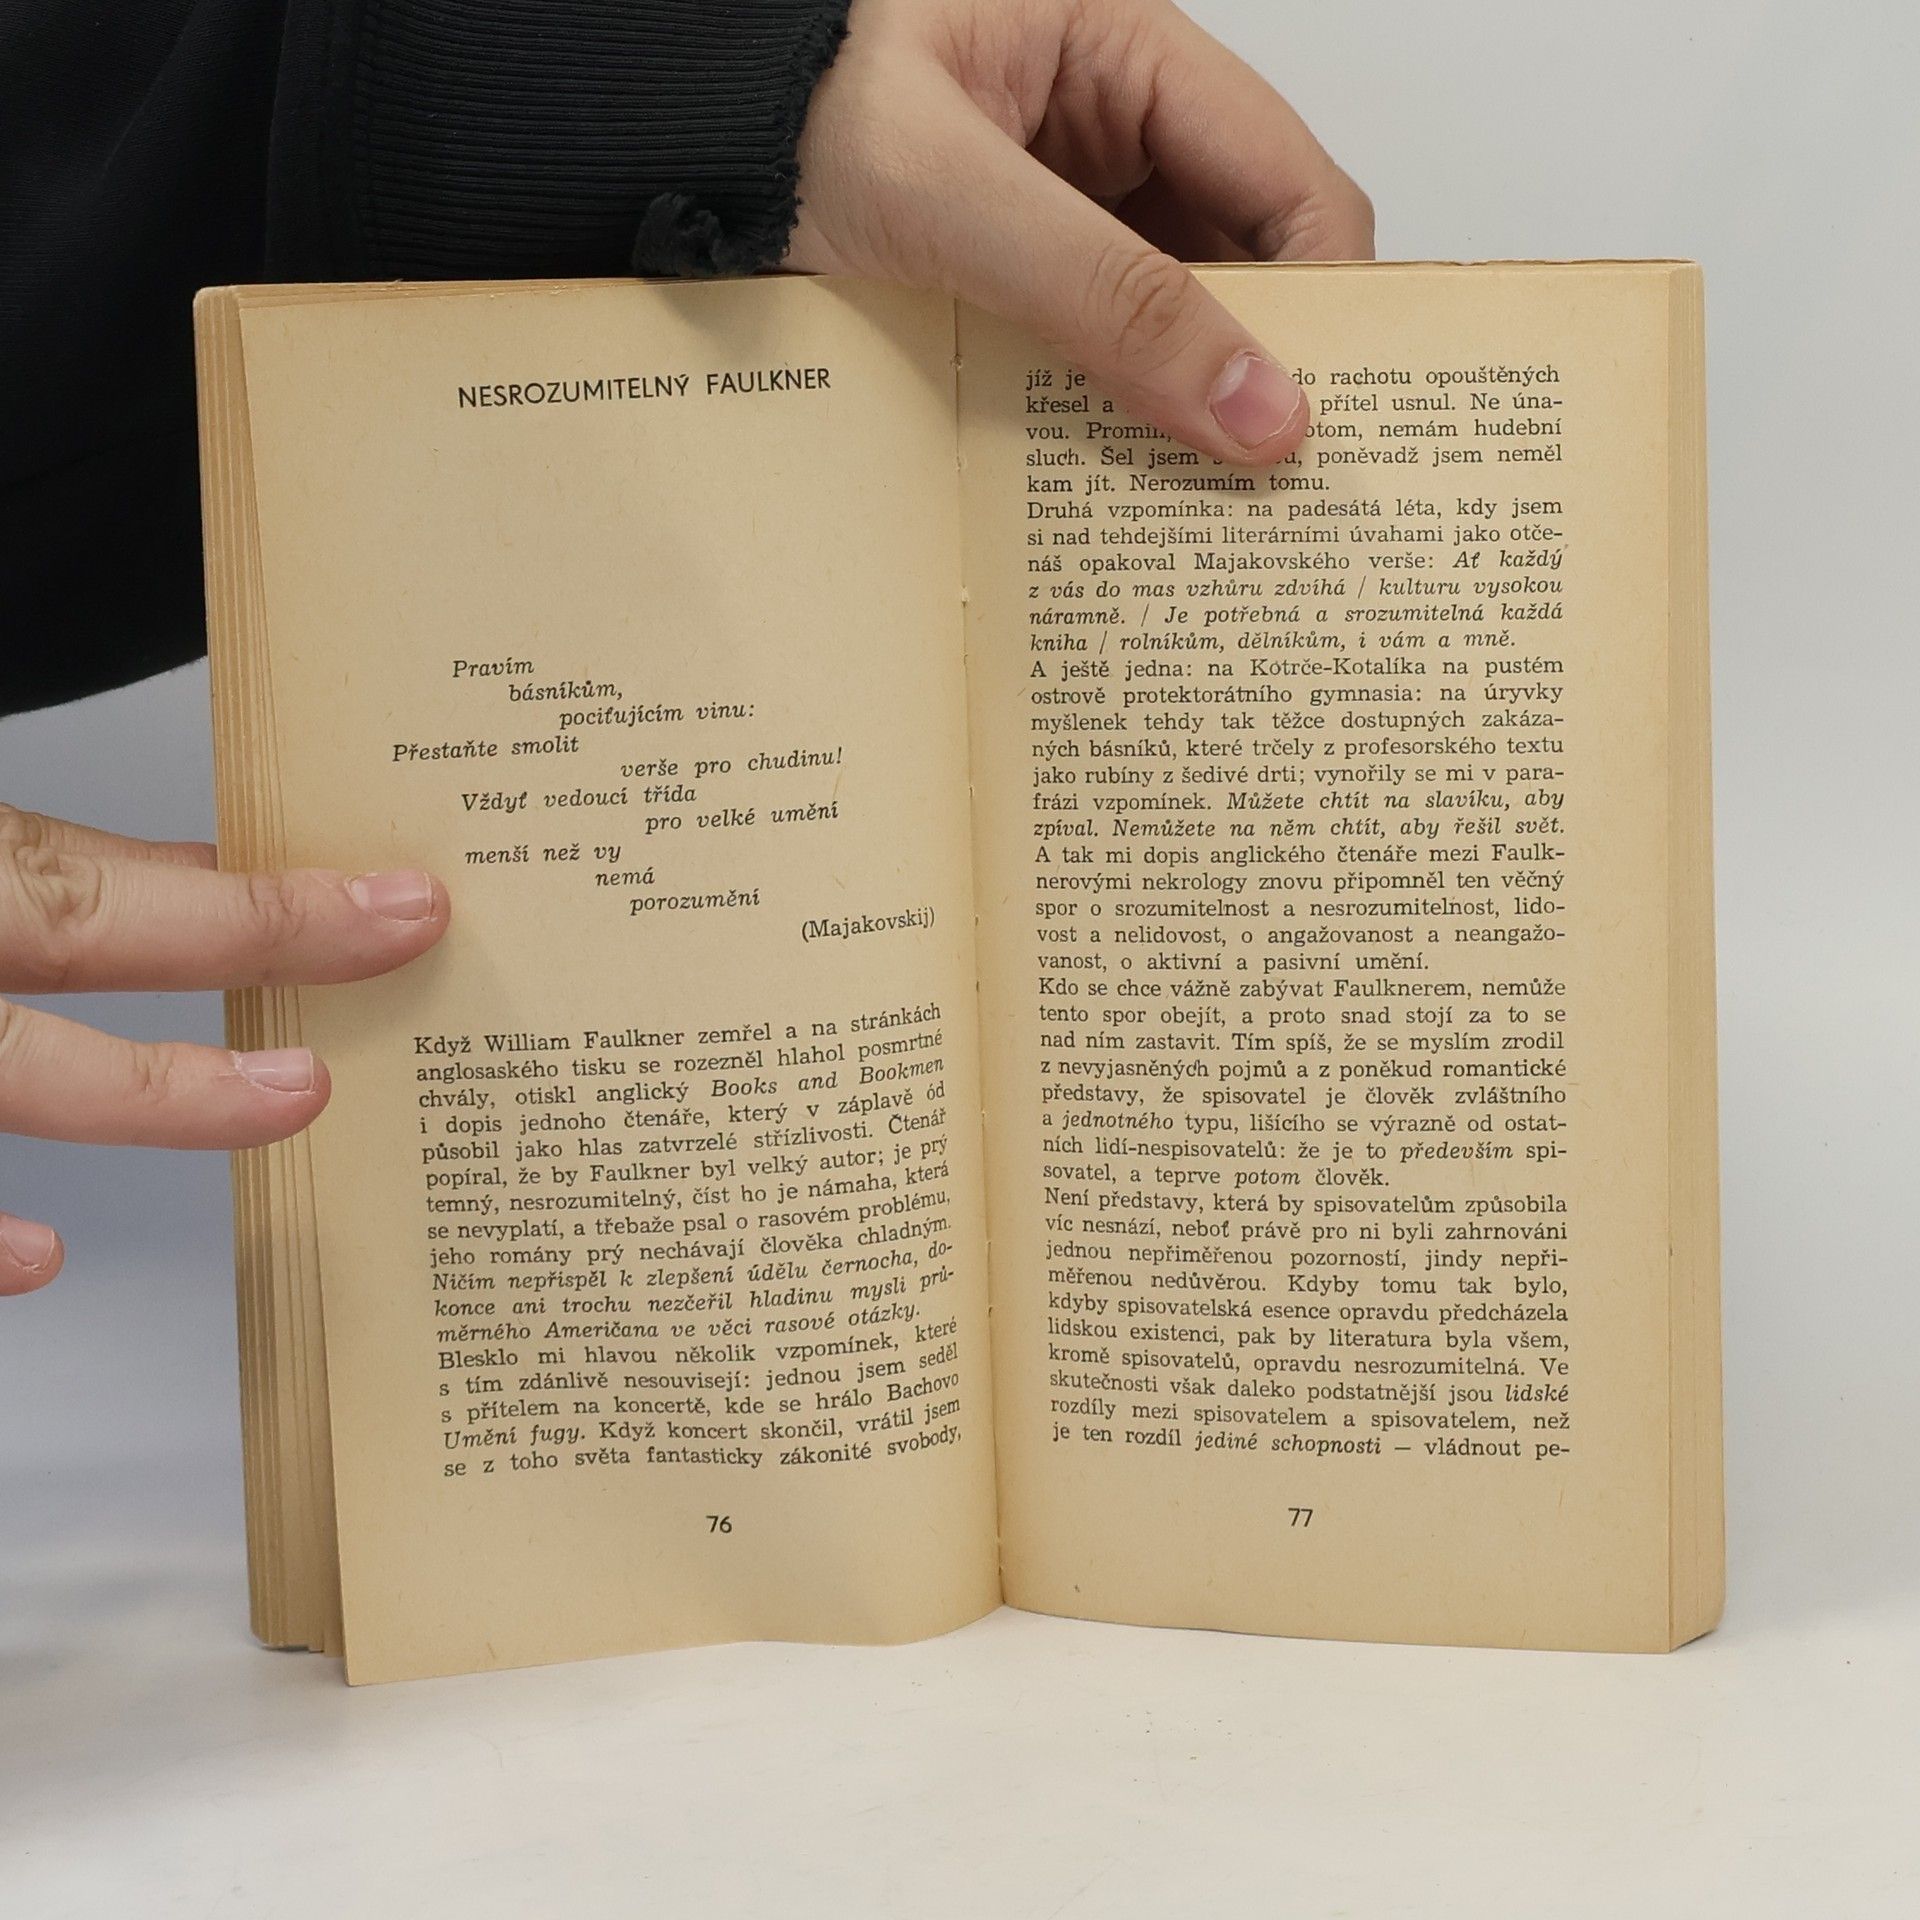 NESROZUMITELNÝ FAULKNER
Pravím
básníkům,
pociťujícím vinu:
Přestaňte smolit
verše pro chudinu!
Vždyť vedoucí třída
pro velké umění
menší než vy
nemá
porozumění
(Majakovskij)
Když William Faulkner zemřel a na stránkách
anglosaského tisku se rozezněl hlahol posmrtné
chvály, otiskl anglický Books and Bookmen
i dopis jednoho čtenáře, který v záplavě ód
působil jako hlas zatvrzelé střízlivosti. Čtenář
popíral, že by Faulkner byl velký autor; je prý
temný, nesrozumitelný, číst ho je námaha, která
se nevyplatí, a třebaže psal o rasovém problému,
jeho romány prý nechávají člověka chladným.
Ničím nepřispěl k zlepšení údělu černocha, do-
konce ani trochu nezčeřil hladinu mysli prů-
měrného Američana ve věci rasové otázky.
Blesklo mi hlavou několik vzpomínek, které
s tím zdánlivě nesouvisejí: jednou jsem seděl
s přítelem na koncertě, kde se hrálo Bachovo
Umění fugy. Když koncert skončil, vrátil jsem
se z toho světa fantasticky zákonité svobody,
76
jíž je do rachotu opouštěných
křesel a přítel usnul. Ne úna-
vou. Promiň, nemám hudební
sluch. Šel jsem poněvadž jsem neměl
kam jít. Nerozumím tomu.
Druhá vzpomínka: na padesátá léta, kdy jsem
si nad tehdejšími literárními úvahami jako otče-
náš opakoval Majakovského verše: Ať každý
z vás do mas vzhůru zdvíhá / kulturu vysokou
náramně. / Je potřebná a srozumitelná každá
kniha / rolníkům, dělníkům, i vám a mně.
A ještě jedna: na Kotrče-Kotalíka na pustém
ostrově protektorátního gymnasia: na úryvky
myšlenek tehdy tak těžce dostupných zakáza-
ných básníků, které trčely z profesorského textu
jako rubíny z šedivé drti; vynořily se mi v para-
frázi vzpomínek. Můžete chtít na slavíku, aby
zpíval. Nemůžete na něm chtít, aby řešil svět.
A tak mi dopis anglického čtenáře mezi Faulk-
nerovými nekrology znovu připomněl ten věčný
spor o srozumitelnost a nesrozumitelnost, lido-
vost a nelidovost, o angažovanost a neangažo-
vanost, o aktivní a pasivní umění.
Kdo se chce vážně zabývat Faulknerem, nemůže
tento spor obejít, a proto snad stojí za to se
nad ním zastavit. Tím spíš, že se myslím zrodil
z nevyjasněných pojmů a z poněkud romantické
představy, že spisovatel je člověk zvláštního
a jednotného typu, lišícího se výrazně od ostat-
ních lidí-nespisovatelů: že je to především spi-
sovatel, a teprve potom člověk.
Není představy, která by spisovatelům způsobila
víc nesnází, neboť právě pro ni byli zahrnováni
jednou nepřiměřenou pozorností, jindy nepři-
měřenou nedůvěrou. Kdyby tomu tak bylo,
kdyby spisovatelská esence opravdu předcházela
lidskou existenci, pak by literatura byla všem,
kromě spisovatelů, opravdu nesrozumitelná. Ve
skutečnosti však daleko podstatnější jsou lidské
rozdíly mezi spisovatelem a spisovatelem, než
je ten rozdíl jediné schopnosti — vládnout pe-
77